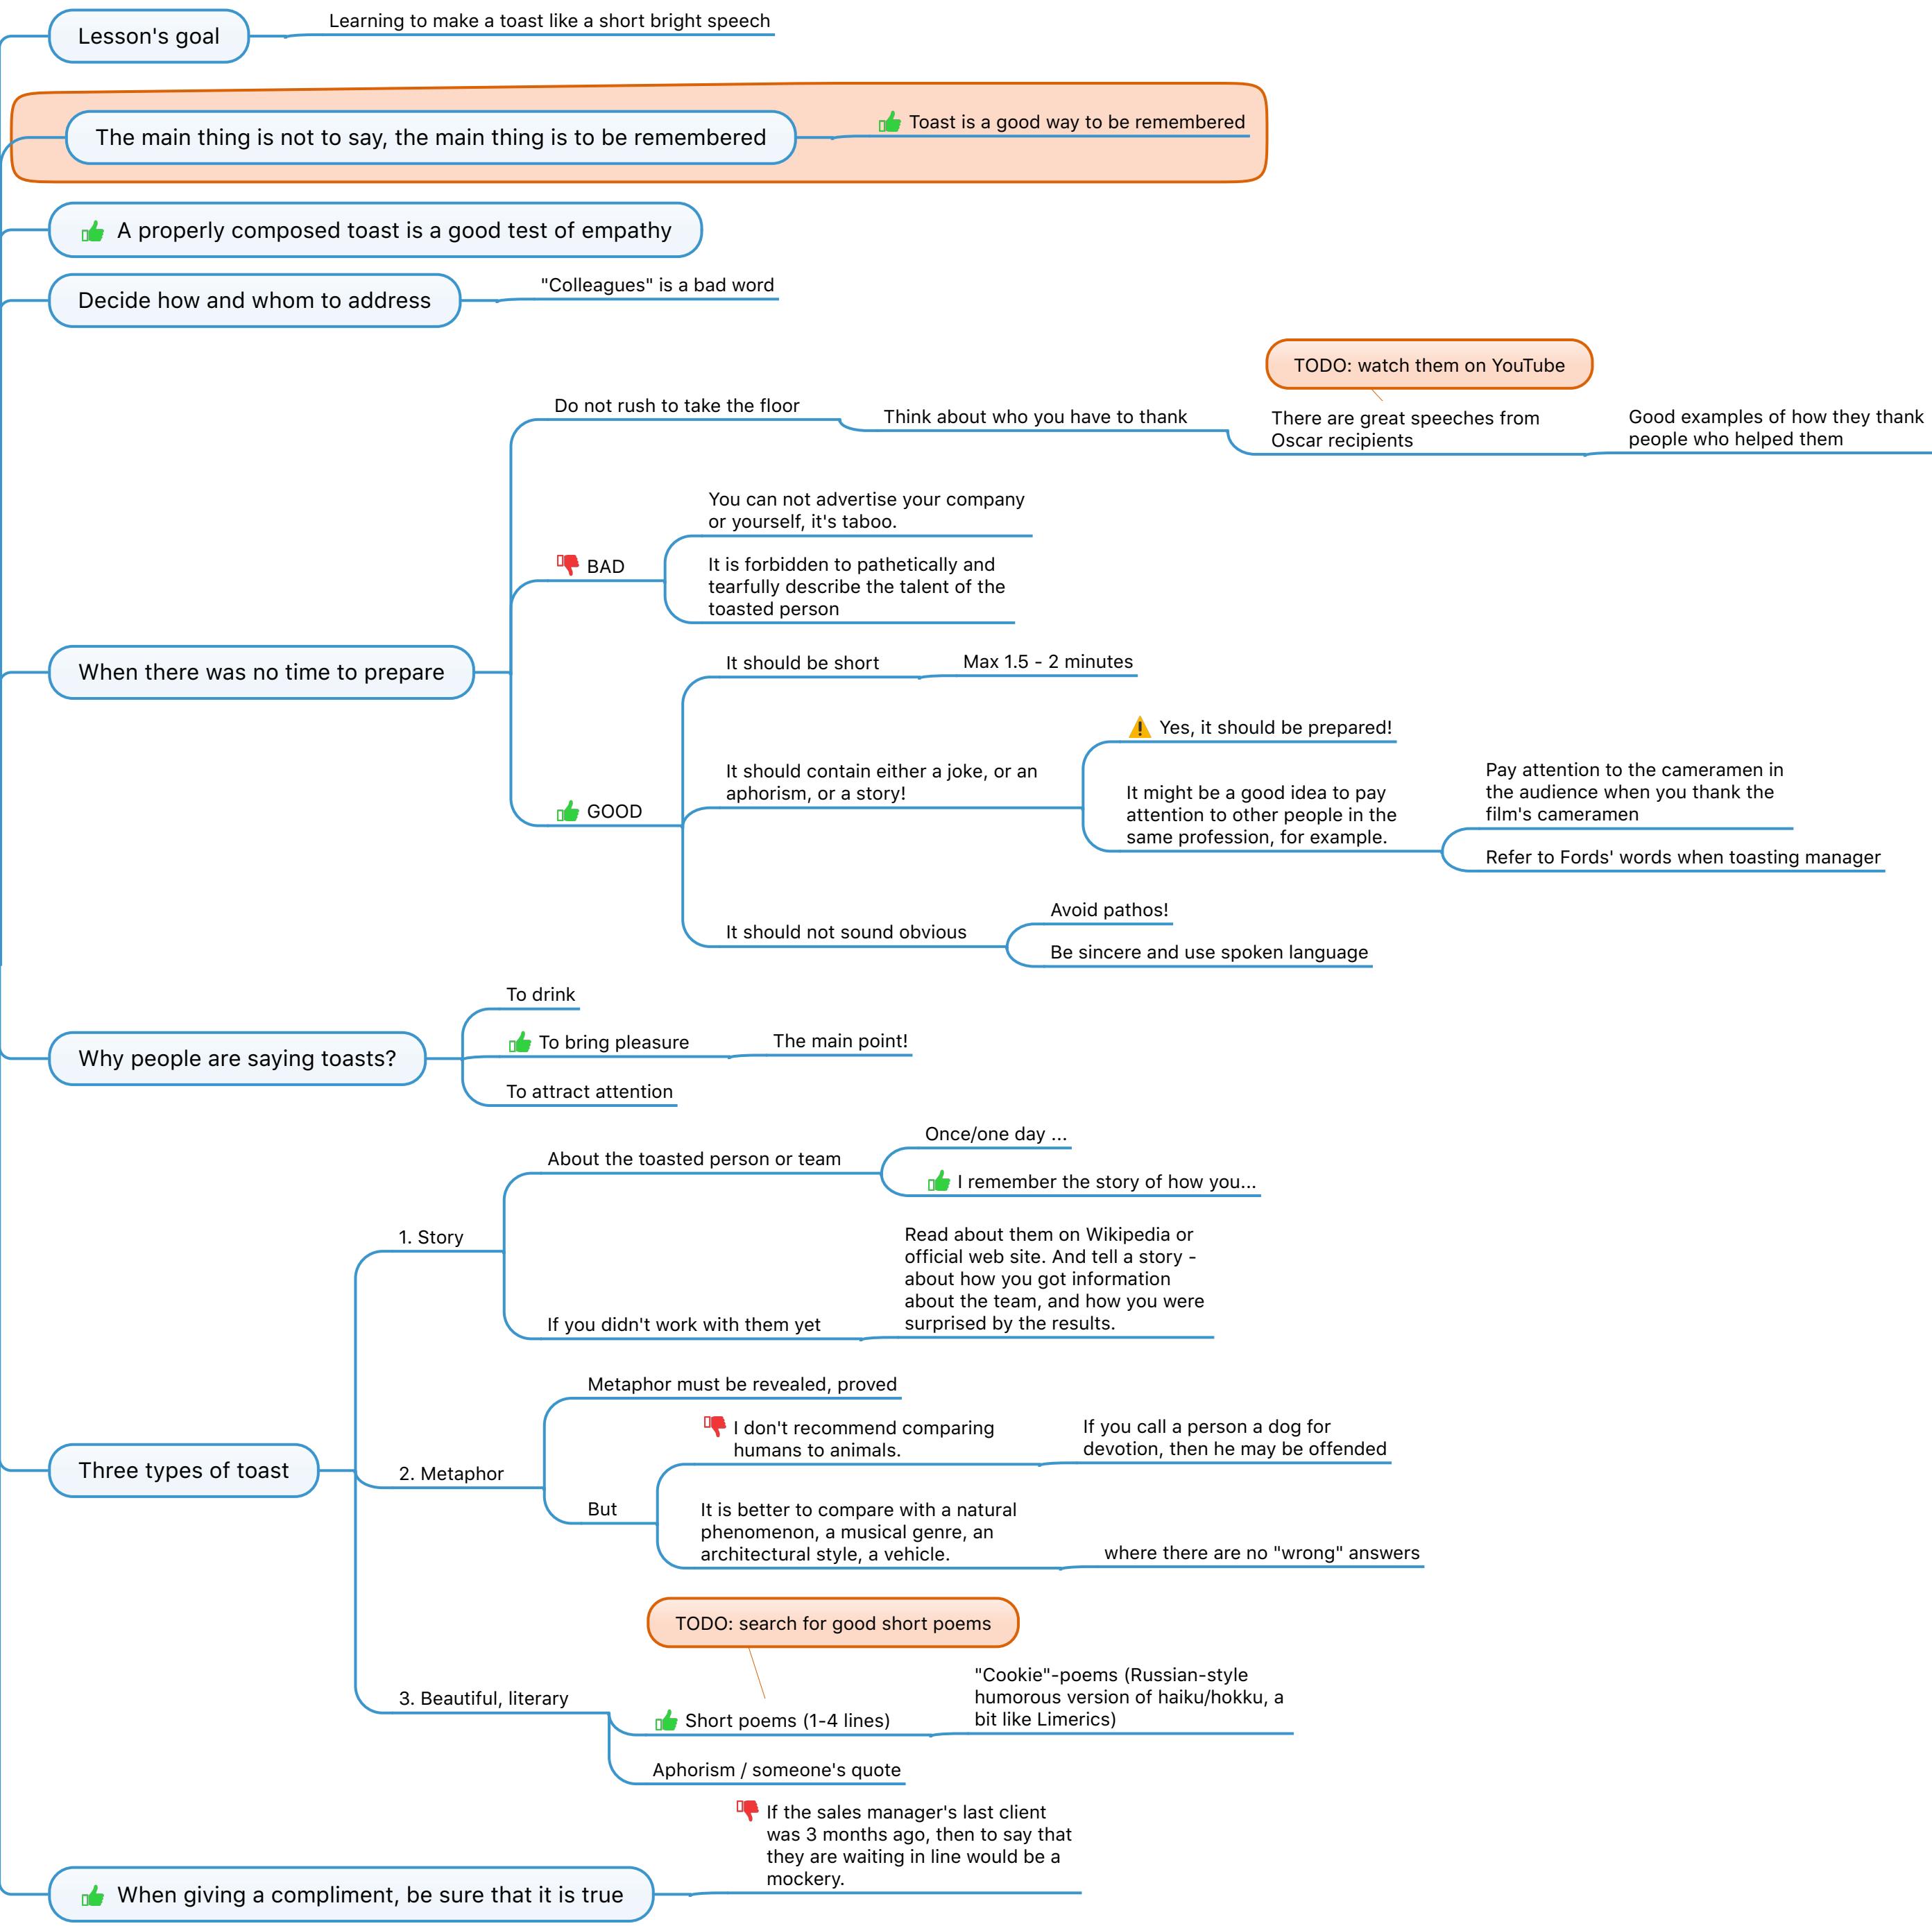 Lesson's goal
Learning to make a toast like a short bright speech
The main thing is not to say, the main thing is to be remembered
Toast is a good way to be remembered
A properly composed toast is a good test of empathy
Decide how and whom to address
"Colleagues" is a bad word
When there was no time to prepare
Do not rush to take the floor
Think about who you have to thank
TODO: watch them on YouTube
There are great speeches from
Oscar recipients
Good examples of how they thank
people who helped them
BAD
You can not advertise your company
or yourself, it's taboo.
It is forbidden to pathetically and
tearfully describe the talent of the
toasted person
GOOD
It should be short
Max 1.5 - 2 minutes
It should contain either a joke, or an
aphorism, or a story!
Yes, it should be prepared!
It might be a good idea to pay
attention to other people in the
same profession, for example.
Pay attention to the cameramen in
the audience when you thank the
film's cameramen
Refer to Fords' words when toasting manager
It should not sound obvious
Avoid pathos!
Be sincere and use spoken language
Why people are saying toasts?
To drink
To bring pleasure
The main point!
To attract attention
Three types of toast
1. Story
About the toasted person or team
Once/one day ...
I remember the story of how you...
If you didn't work with them yet
Read about them on Wikipedia or
official web site. And tell a story -
about how you got information
about the team, and how you were
surprised by the results.
2. Metaphor
Metaphor must be revealed, proved
But
I don't recommend comparing
humans to animals.
If you call a person a dog for
devotion, then he may be offended
It is better to compare with a natural
phenomenon, a musical genre, an
architectural style, a vehicle.
where there are no "wrong" answers
3. Beautiful, literary
TODO: search for good short poems
Short poems (1-4 lines)
"Cookie"-poems (Russian-style
humorous version of haiku/hokku, a
bit like Limerics)
Aphorism / someone's quote
When giving a compliment, be sure that it is true
If the sales manager's last client
was 3 months ago, then to say that
they are waiting in line would be a
mockery.